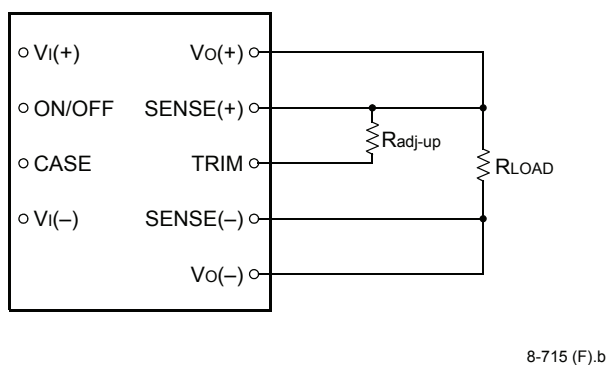 VI(+)
VO(+)
ON/OFF
SENSE(+)
Radj-up
CASE
TRIM
RLOAD
VI(–)
SENSE(–)
VO(–)
8-715 (F).b